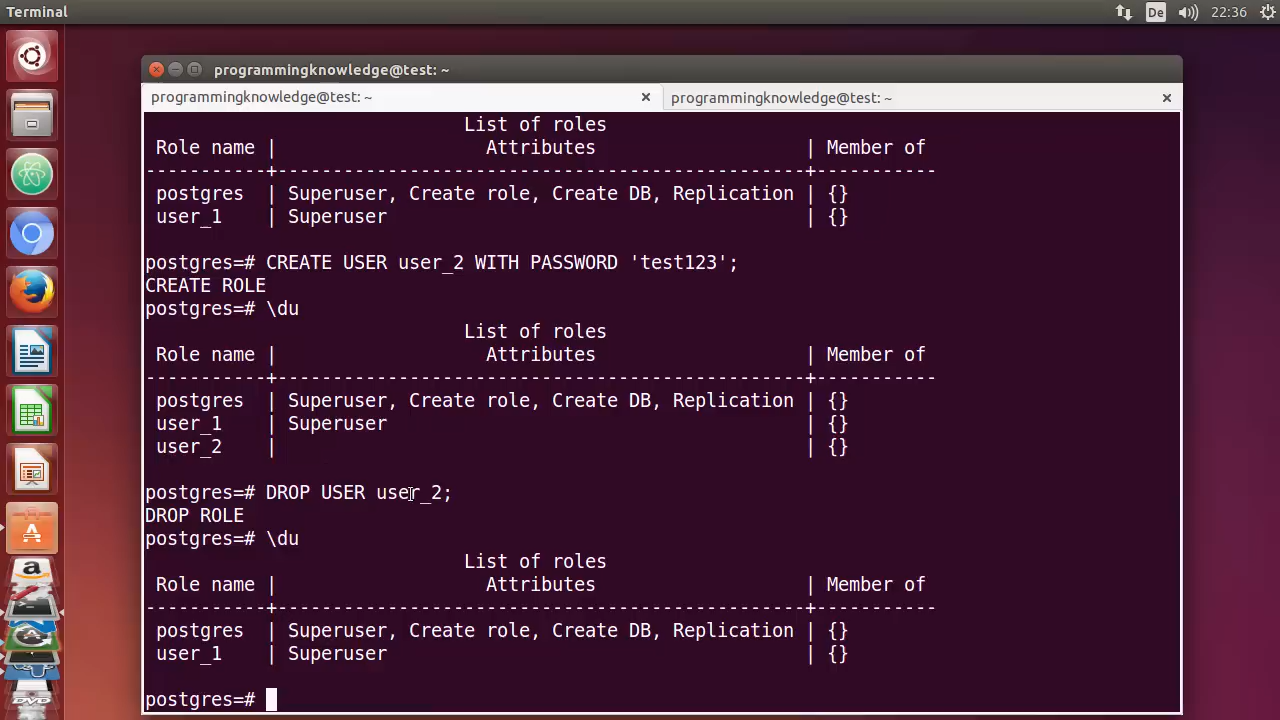 Terminal
De
22:36
programmingknowledge@test: ~
programmingknowledge@test: ~
programmingknowledge@test: ~
List of roles
Role name | Attributes | Member of
-----------+------------------------------------------------+-----------
postgres | Superuser, Create role, Create DB, Replication | {}
user_1 | Superuser | {}
postgres=# CREATE USER user_2 WITH PASSWORD 'test123';
CREATE ROLE
postgres=# \du
List of roles
Role name | Attributes | Member of
-----------+------------------------------------------------+-----------
postgres | Superuser, Create role, Create DB, Replication | {}
user_1 | Superuser | {}
user_2 | | {}
postgres=# DROP USER user_2;
DROP ROLE
postgres=# \du
List of roles
Role name | Attributes | Member of
-----------+------------------------------------------------+-----------
postgres | Superuser, Create role, Create DB, Replication | {}
user_1 | Superuser | {}
postgres=#
DVD